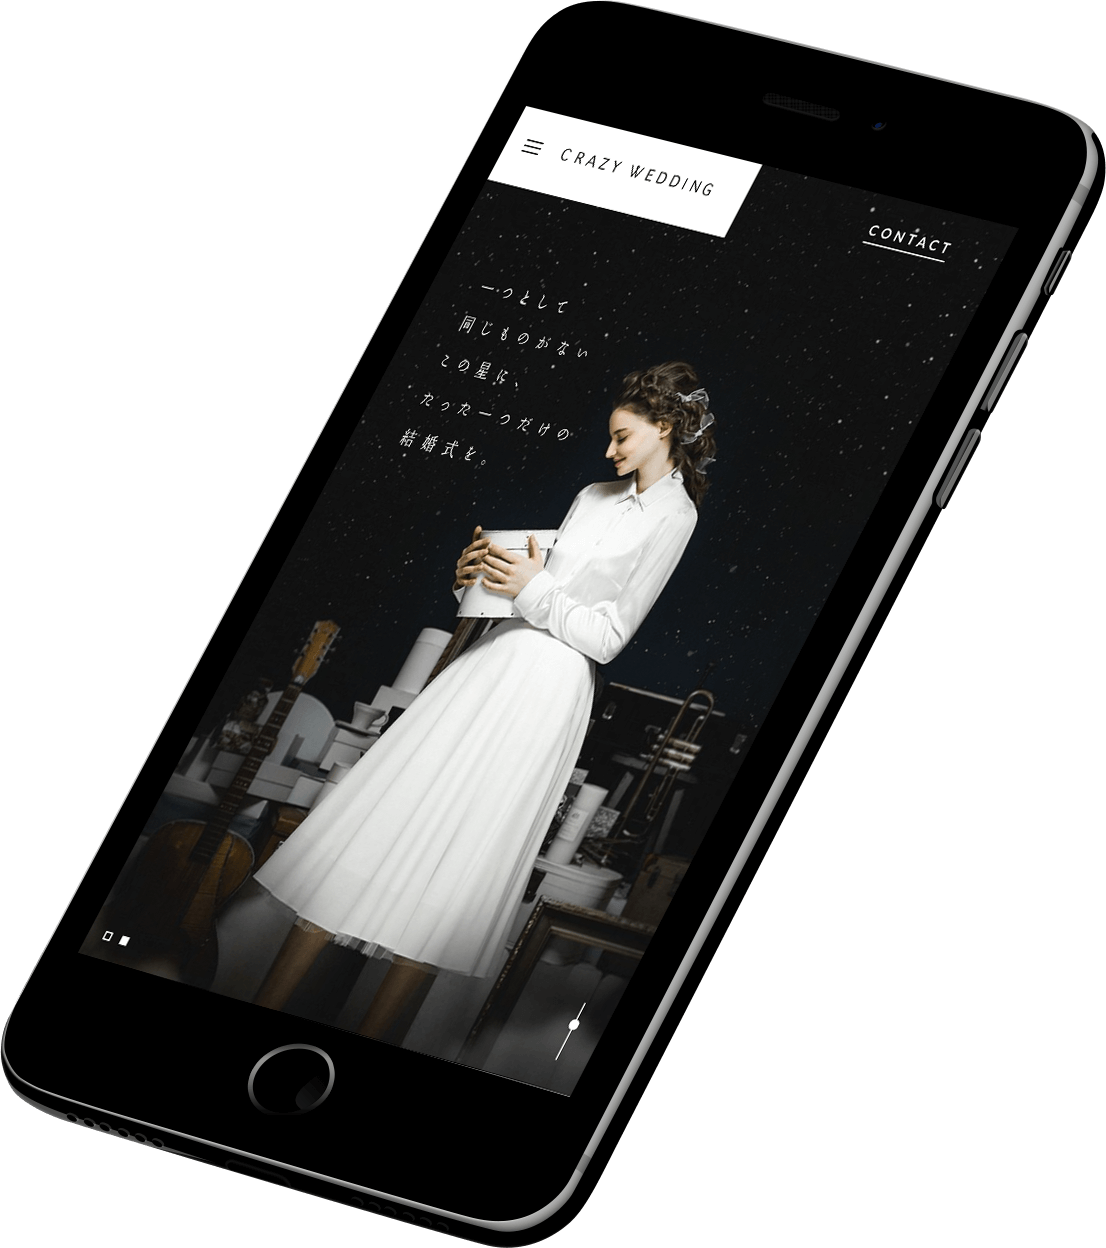 CRAZY WEDDING
CONTACT
一つとして
同じものがない
この星に、
たった一つだけの
結婚式を。